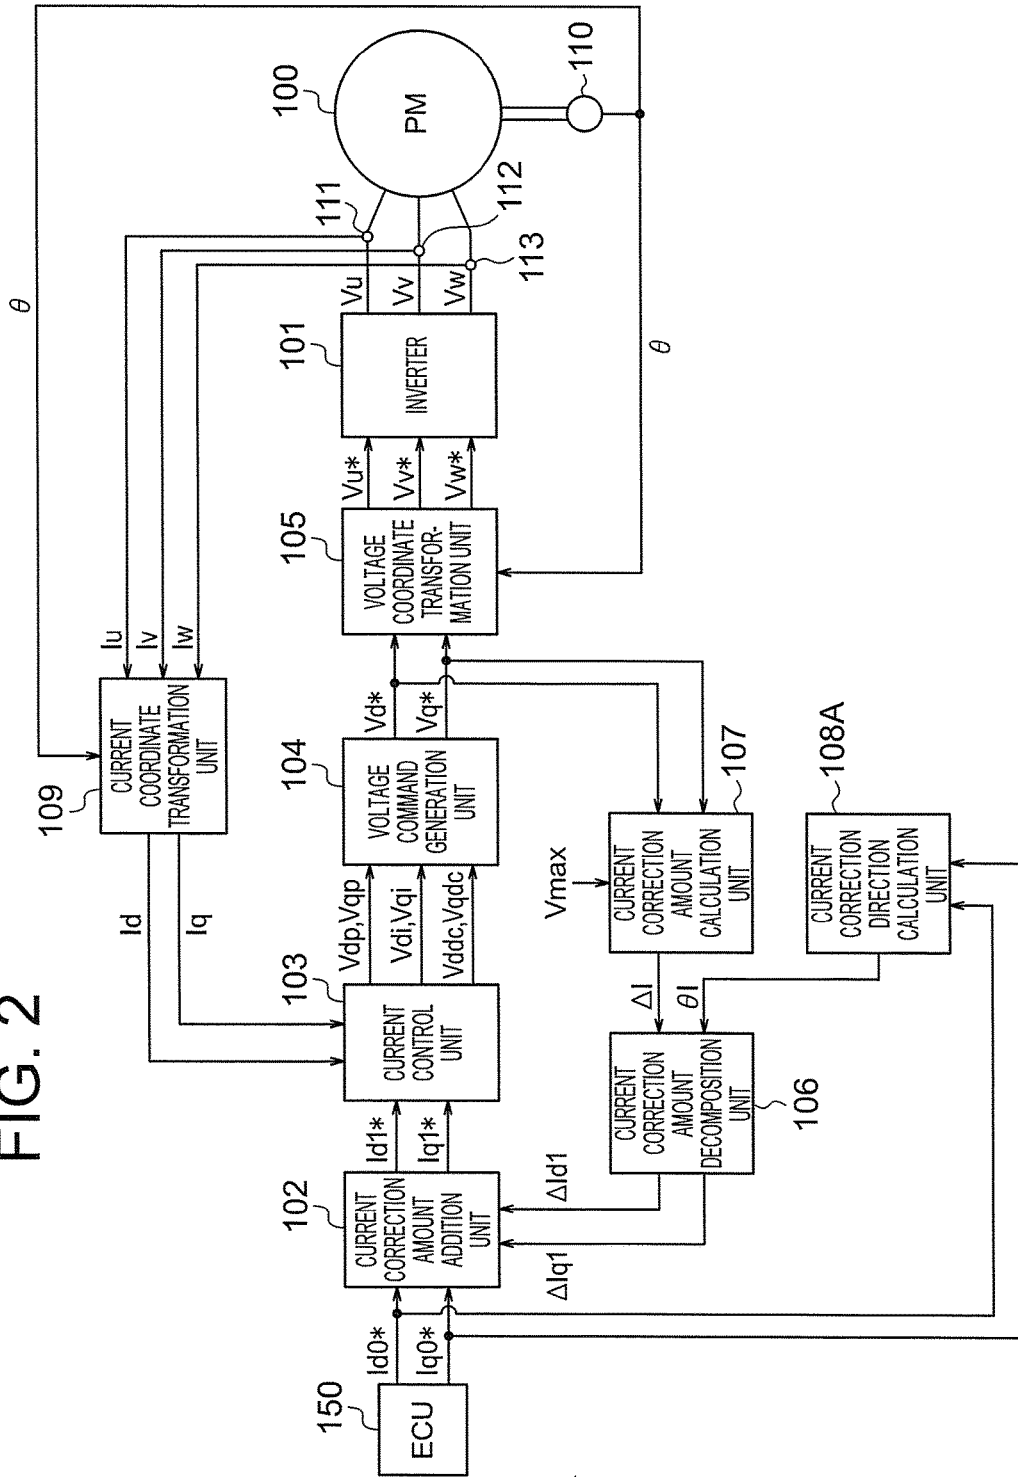 FIG. 2
θ
109
CURRENT
COORDINATE
TRANSFORMATION
UNIT
Iu
Iv
Iw
Id
Iq
150
ECU
Id0*
Iq0*
102
CURRENT
CORRECTION
AMOUNT
ADDITION
UNIT
Id1*
Iq1*
103
CURRENT
CONTROL
UNIT
Vdp,Vqp
Vdi,Vqi
Vddc,Vqdc
104
VOLTAGE
COMMAND
GENERATION
UNIT
Vd*
Vq*
105
VOLTAGE
COORDINATE
TRANSFOR-
MATION UNIT
Vu*
Vv*
Vw*
101
INVERTER
Vu
Vv
Vw
111
112
113
100
PM
110
θ
ΔId1
ΔIq1
CURRENT
CORRECTION
AMOUNT
DECOMPOSITION
UNIT
106
ΔI
θI
Vmax
CURRENT
CORRECTION
AMOUNT
CALCULATION
UNIT
107
CURRENT
CORRECTION
DIRECTION
CALCULATION
UNIT
108A